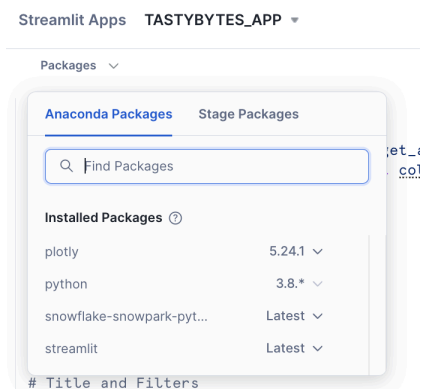 Streamlit Apps TASTYBYTES_APP
Packages
Anaconda Packages Stage Packages
Find Packages
Installed Packages ?
plotly 5.24.1
python 3.8.*
snowflake-snowpark-pyt... Latest
streamlit Latest
# Title and Filters